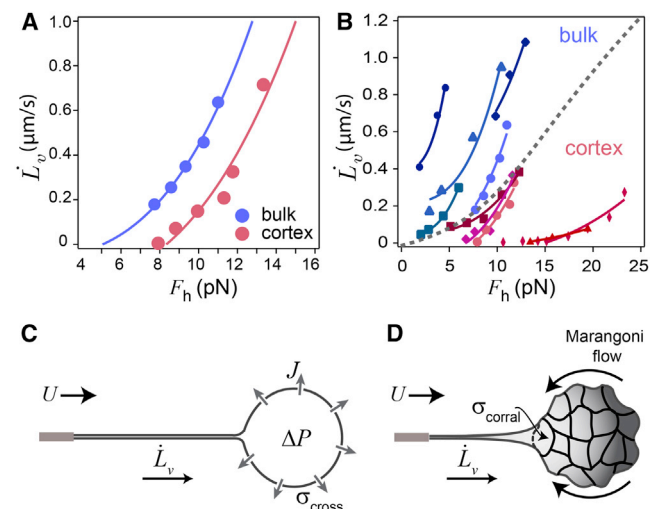 A
1.0
0.8
0.6
0.4
0.2
0
L̇v (μm/s)
bulk
cortex
4 6 8 10 12 14 16
Fh (pN)
B
1.2
1.0
0.8
0.6
0.4
0.2
0
L̇v (μm/s)
bulk
cortex
0 5 10 15 20 25
Fh (pN)
C
U
J
ΔP
L̇v
σcross
D
Marangoni
flow
U
σcorral
L̇v